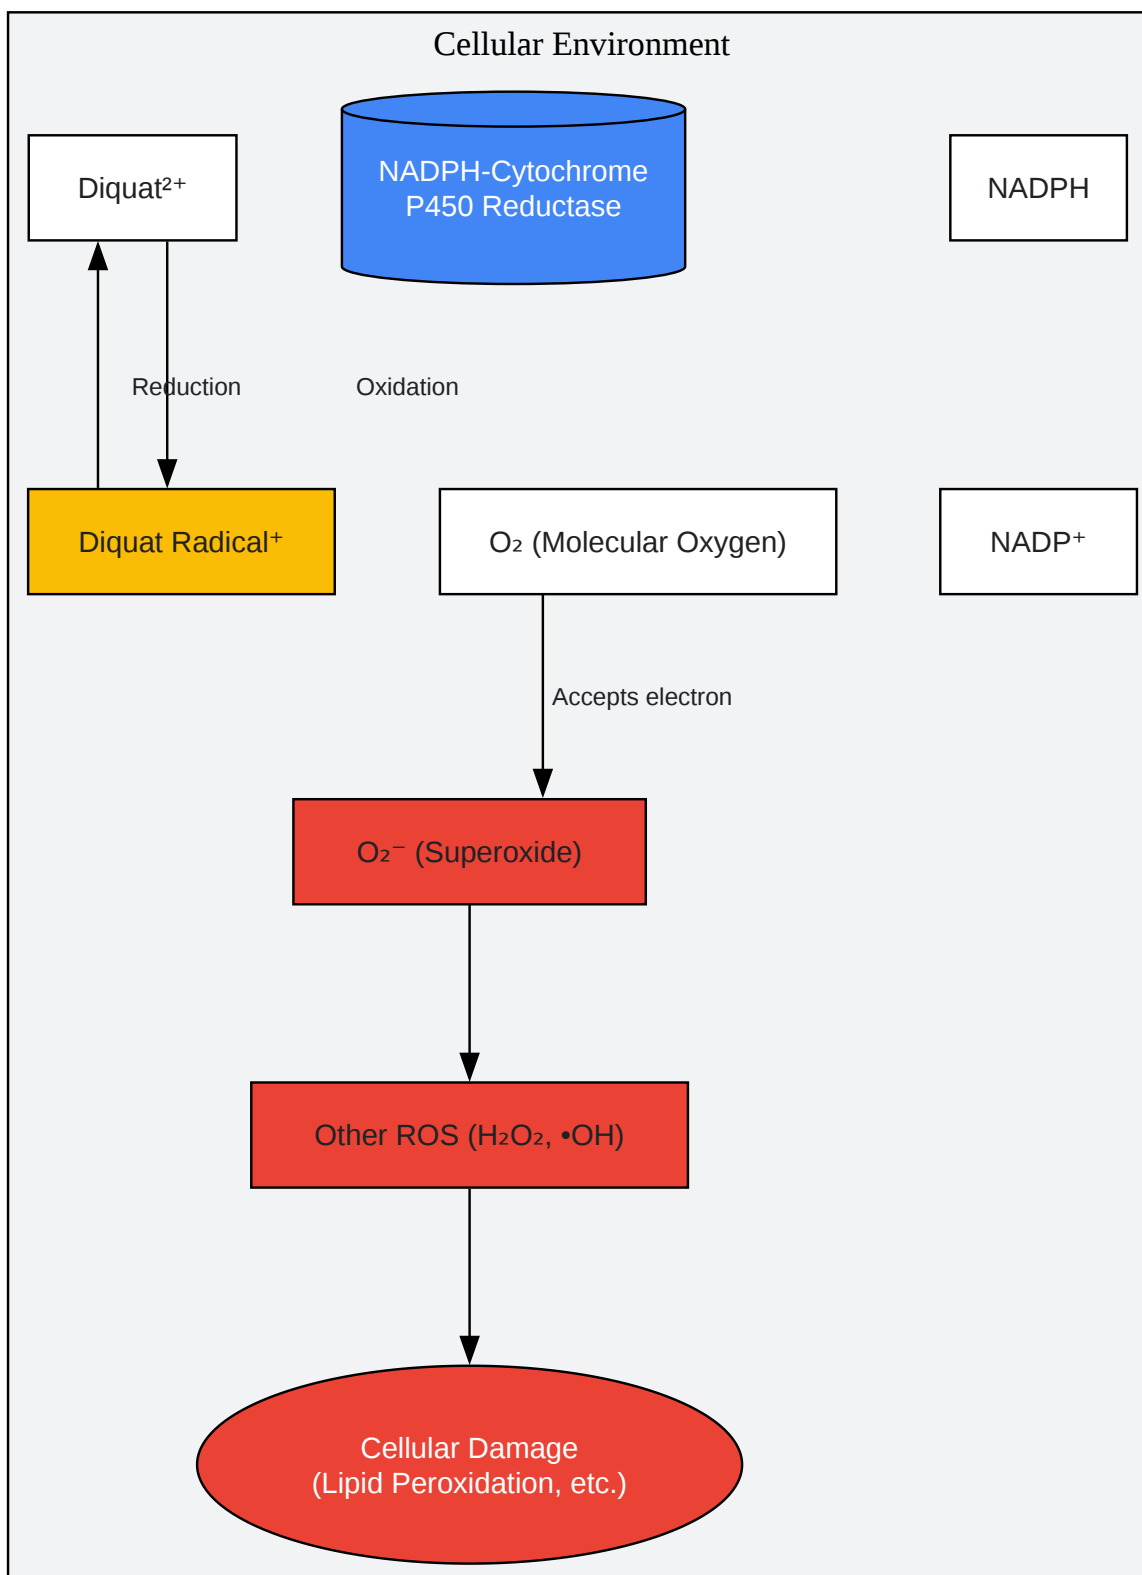 Cellular Environment
Diquat²⁺
NADPH-Cytochrome
P450 Reductase
NADPH
Reduction
Oxidation
Diquat Radical⁺
O₂ (Molecular Oxygen)
NADP⁺
Accepts electron
O₂⁻ (Superoxide)
Other ROS (H₂O₂, •OH)
Cellular Damage
(Lipid Peroxidation, etc.)